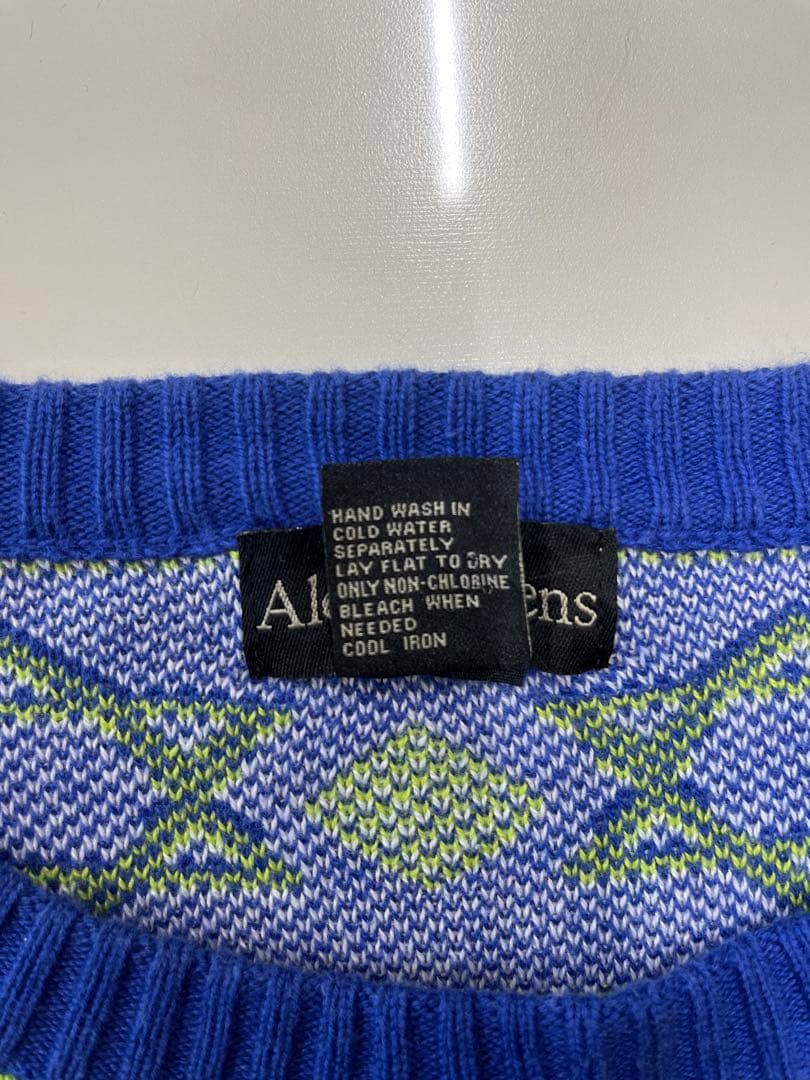 HAND WASH IN
COLD WATER
SEPARATELY
LAY FLAT TO DRY
ONLY NON-CHLORINE
BLEACH WHEN
NEEDED
COOL IRON